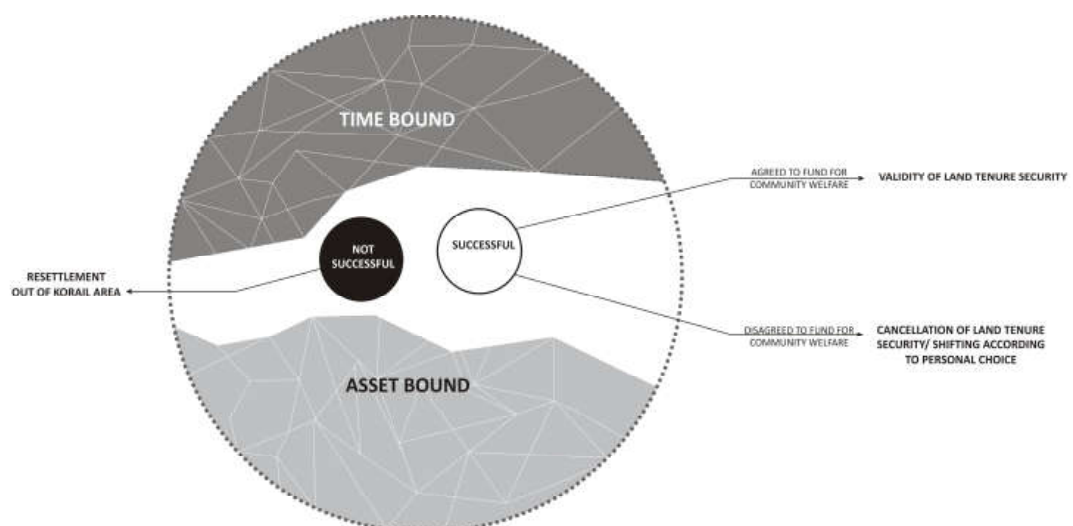 TIME BOUND
AGREED TO FUND FOR
COMMUNITY WELFARE
VALIDITY OF LAND TENURE SECURITY
NOT
SUCCESSFUL
SUCCESSFUL
RESETTLEMENT
OUT OF KORAIL AREA
DISAGREED TO FUND FOR
COMMUNITY WELFARE
CANCELLATION OF LAND TENURE
SECURITY/ SHIFTING ACCORDING
TO PERSONAL CHOICE
ASSET BOUND